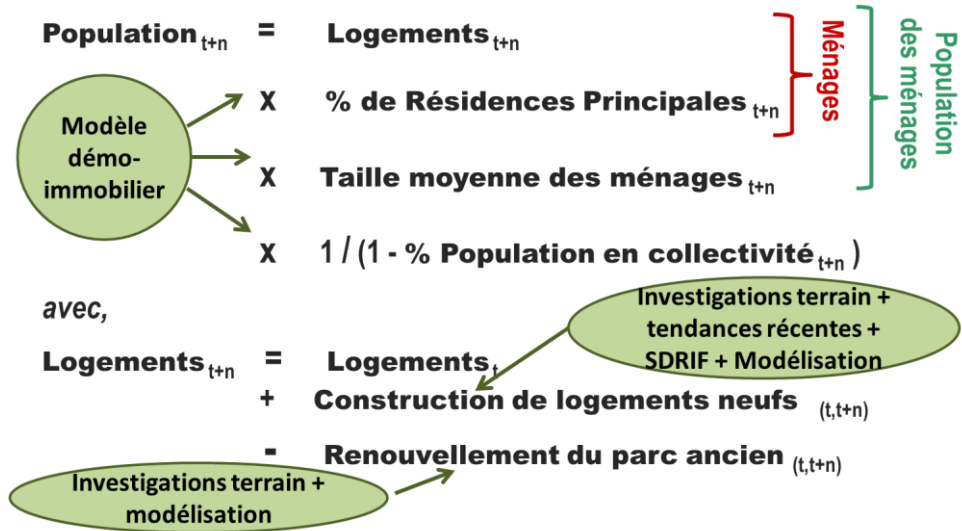 Population t+n = Logements t+n
X % de Résidences Principales t+n
X Taille moyenne des ménages t+n
X 1 / (1 - % Population en collectivité t+n )
Ménages
Population
des ménages
Modèle
démo-
immobilier
avec,
Investigations terrain +
tendances récentes +
SDRIF + Modélisation
Logements t+n = Logements t
+ Construction de logements neufs (t,t+n)
- Renouvellement du parc ancien (t,t+n)
Investigations terrain +
modélisation